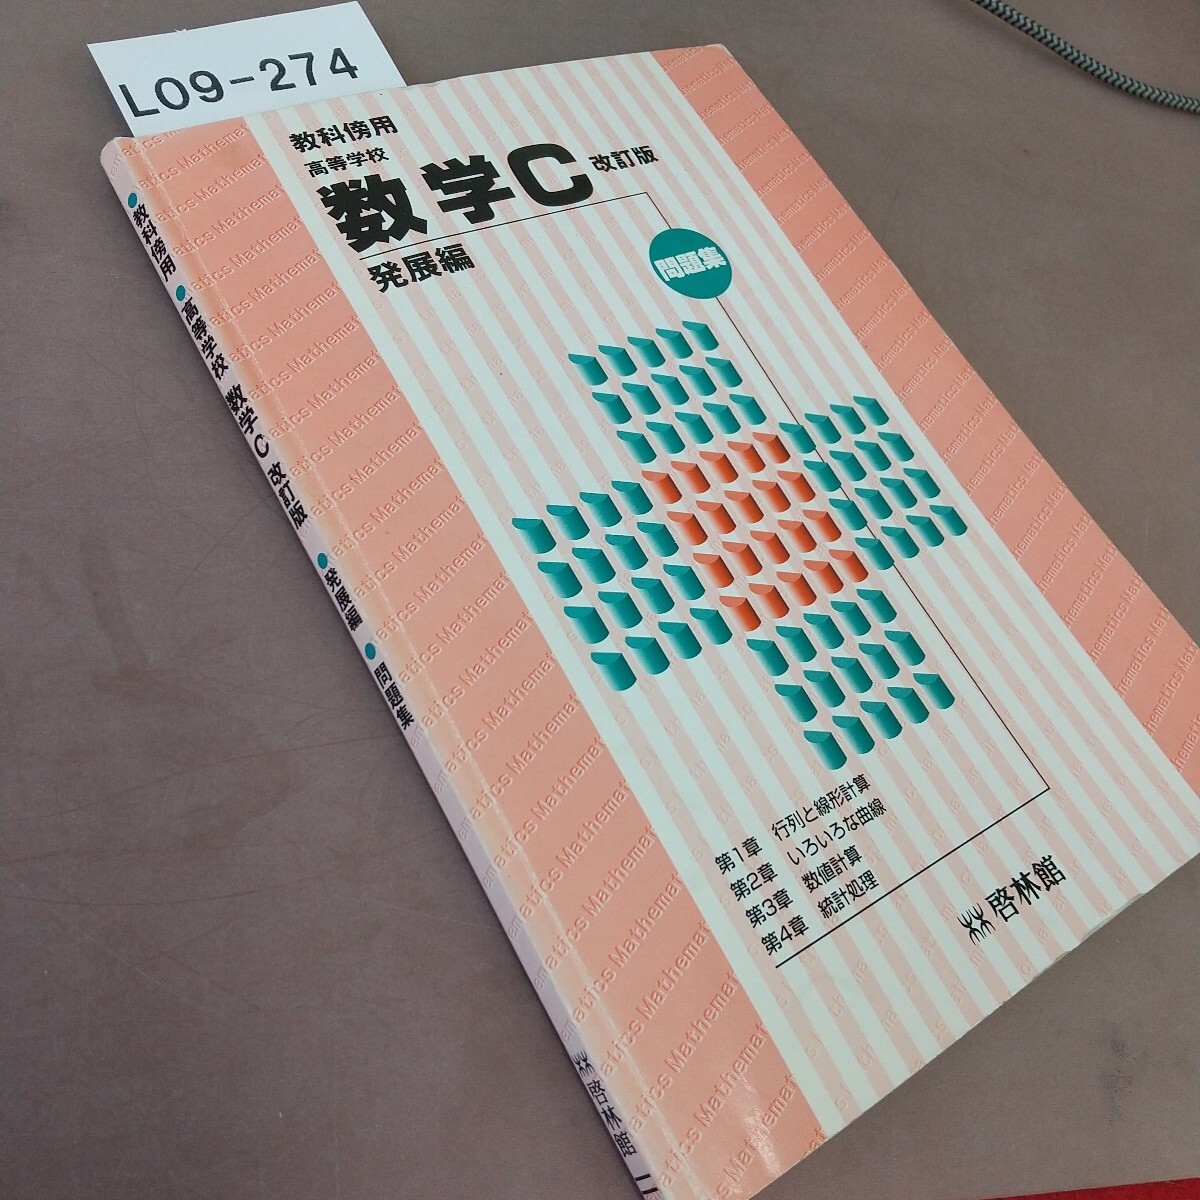 L09-274
教科傍用
高等学校
数学C 改訂版
発展編
問題集
第1章 行列と線形計算
第2章 いろいろな曲線
第3章 数値計算
第4章 統計処理
啓林館
教科傍用 高等学校 数学C 改訂版 発展編 問題集 啓林館